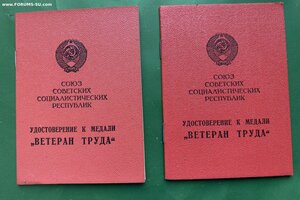 www.FORUMS-SU.com
СОЮЗ
СОВЕТСКИХ
СОЦИАЛИСТИЧЕСКИХ
РЕСПУБЛИК
УДОСТОВЕРЕНИЕ К МЕДАЛИ
„ВЕТЕРАН ТРУДА“
СОЮЗ
СОВЕТСКИХ
СОЦИАЛИСТИЧЕСКИХ
РЕСПУБЛИК
УДОСТОВЕРЕНИЕ К МЕДАЛИ
„ВЕТЕРАН ТРУДА“